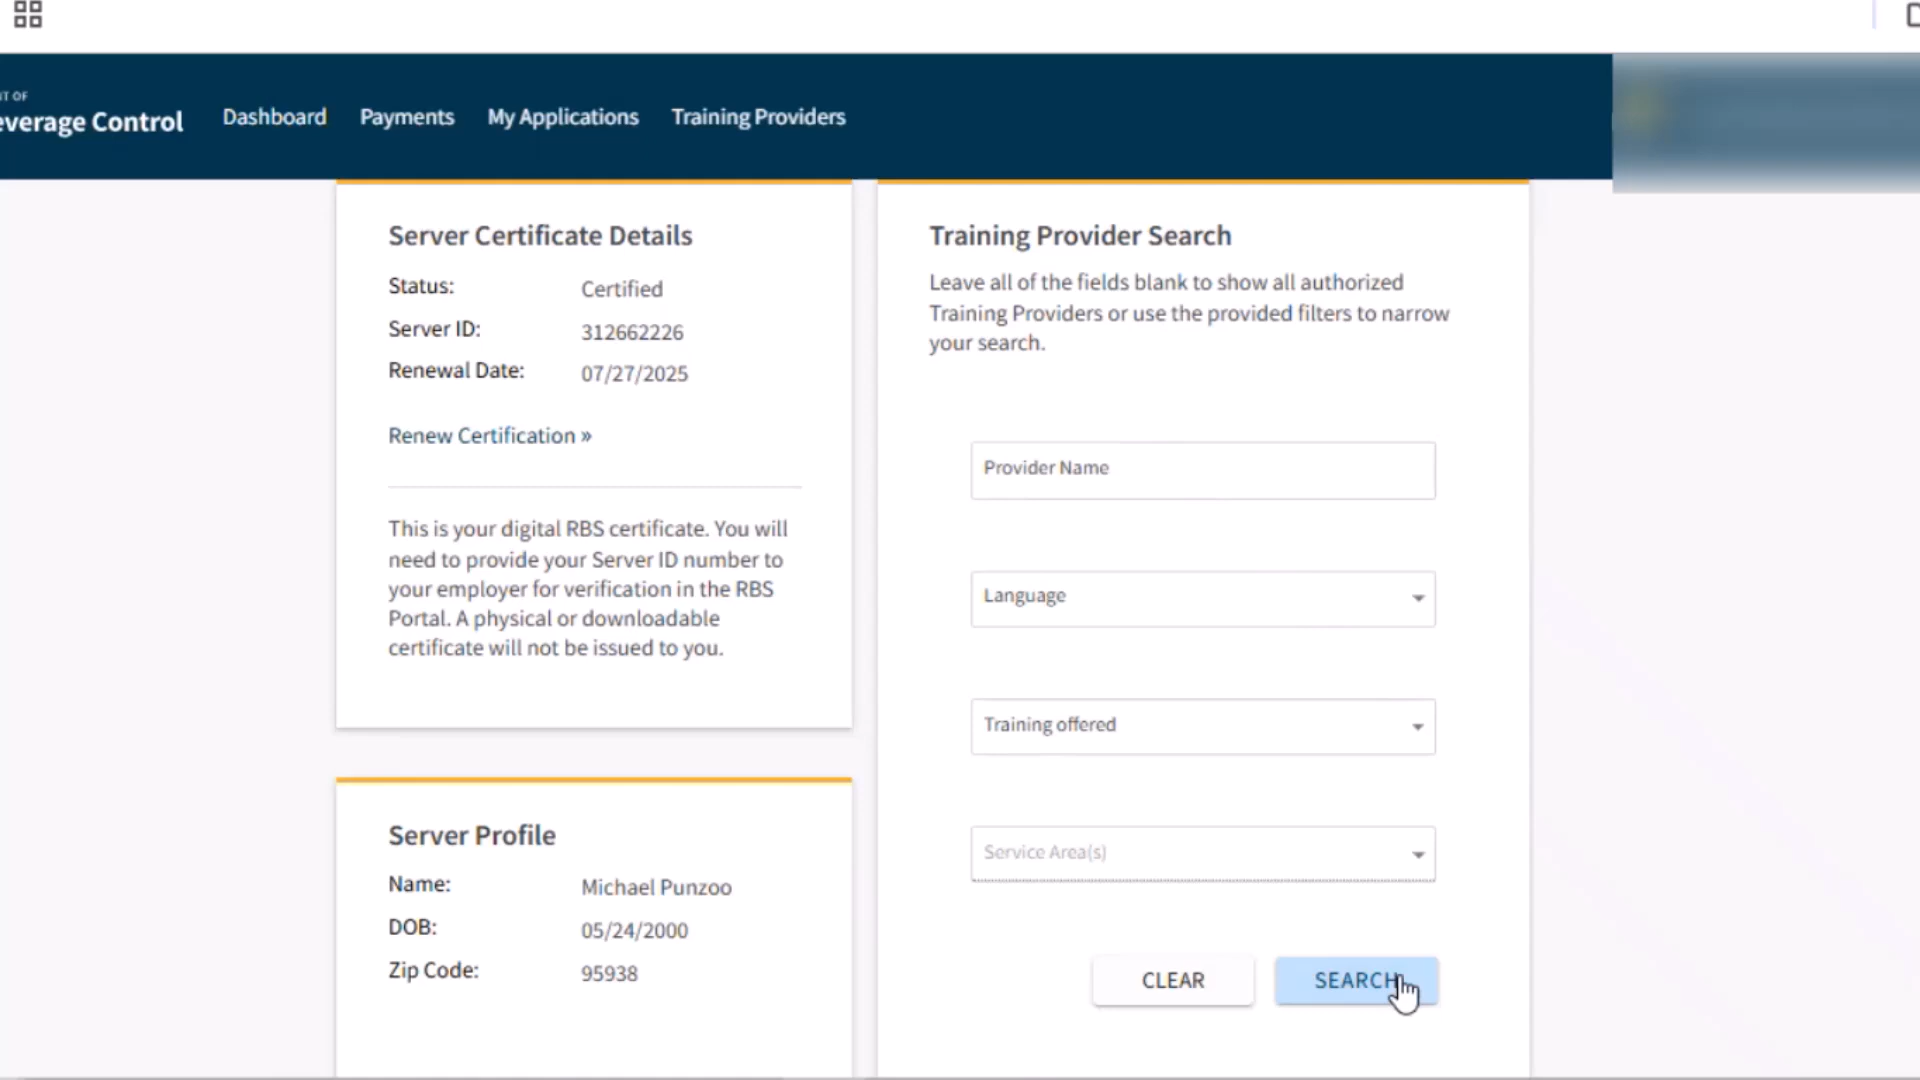 Beverage Control
Dashboard
Payments
My Applications
Training Providers
Server Certificate Details
Status:
Certified
Server ID:
312662226
Renewal Date:
07/27/2025
Renew Certification »
This is your digital RBS certificate. You will
need to provide your Server ID number to
your employer for verification in the RBS
Portal. A physical or downloadable
certificate will not be issued to you.
Server Profile
Name:
Michael Punzoo
DOB:
05/24/2000
Zip Code:
95938
Training Provider Search
Leave all of the fields blank to show all authorized
Training Providers or use the provided filters to narrow
your search.
Provider Name
Language
Training offered
Service Area(s)
CLEAR
SEARCH